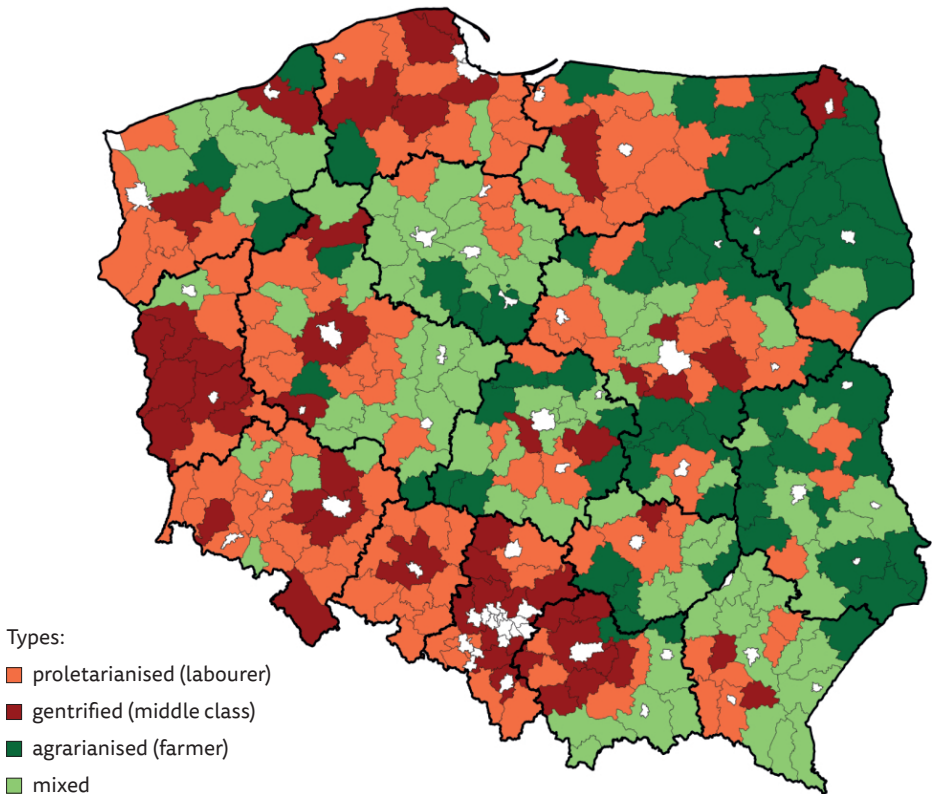 Types:
proletarianised (labourer)
gentrified (middle class)
agrarianised (farmer)
mixed